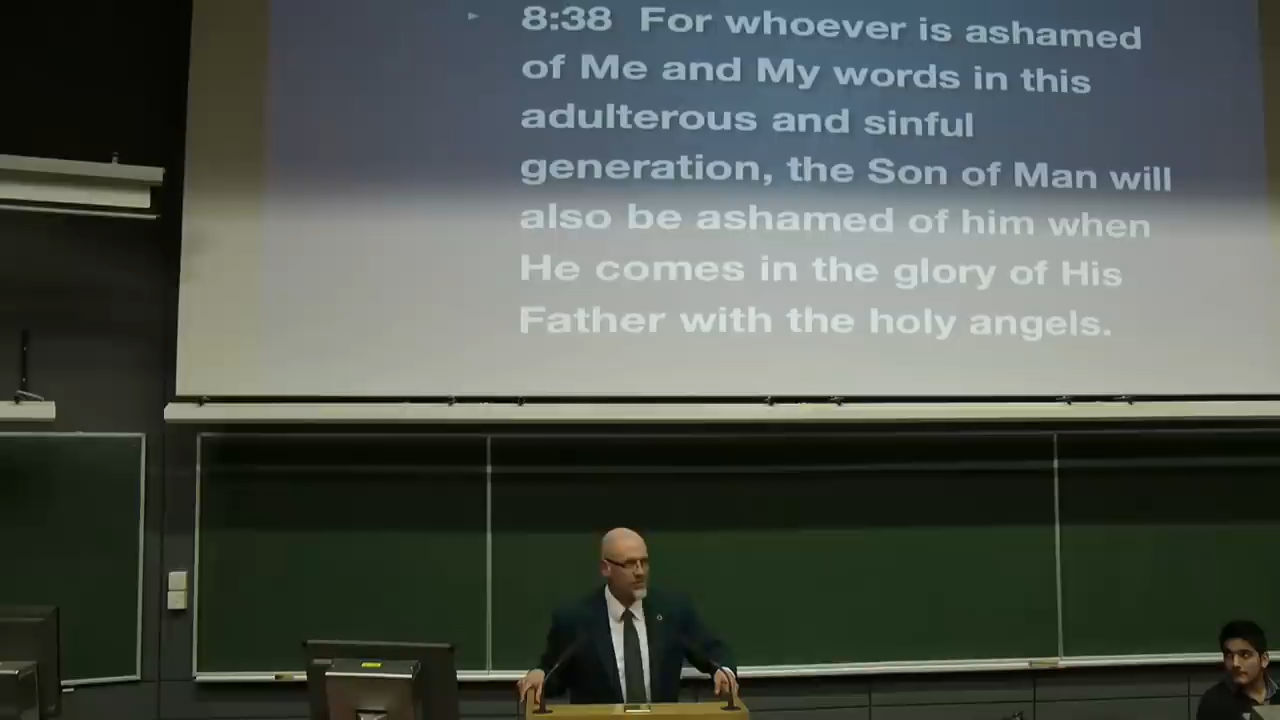 8:38 For whoever is ashamed
of Me and My words in this
adulterous and sinful
generation, the Son of Man will
also be ashamed of him when
He comes in the glory of His
Father with the holy angels.